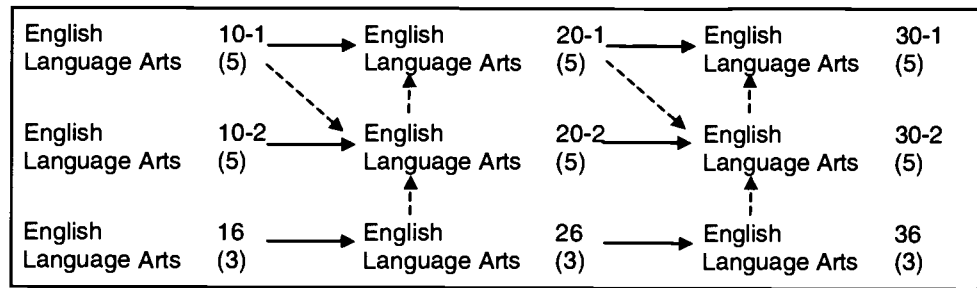 English 10-1 English 20-1 English 30-1
Language Arts (5) Language Arts (5) Language Arts (5)
English 10-2 English 20-2 English 30-2
Language Arts (5) Language Arts (5) Language Arts (5)
English 16 English 26 English 36
Language Arts (3) Language Arts (3) Language Arts (3)